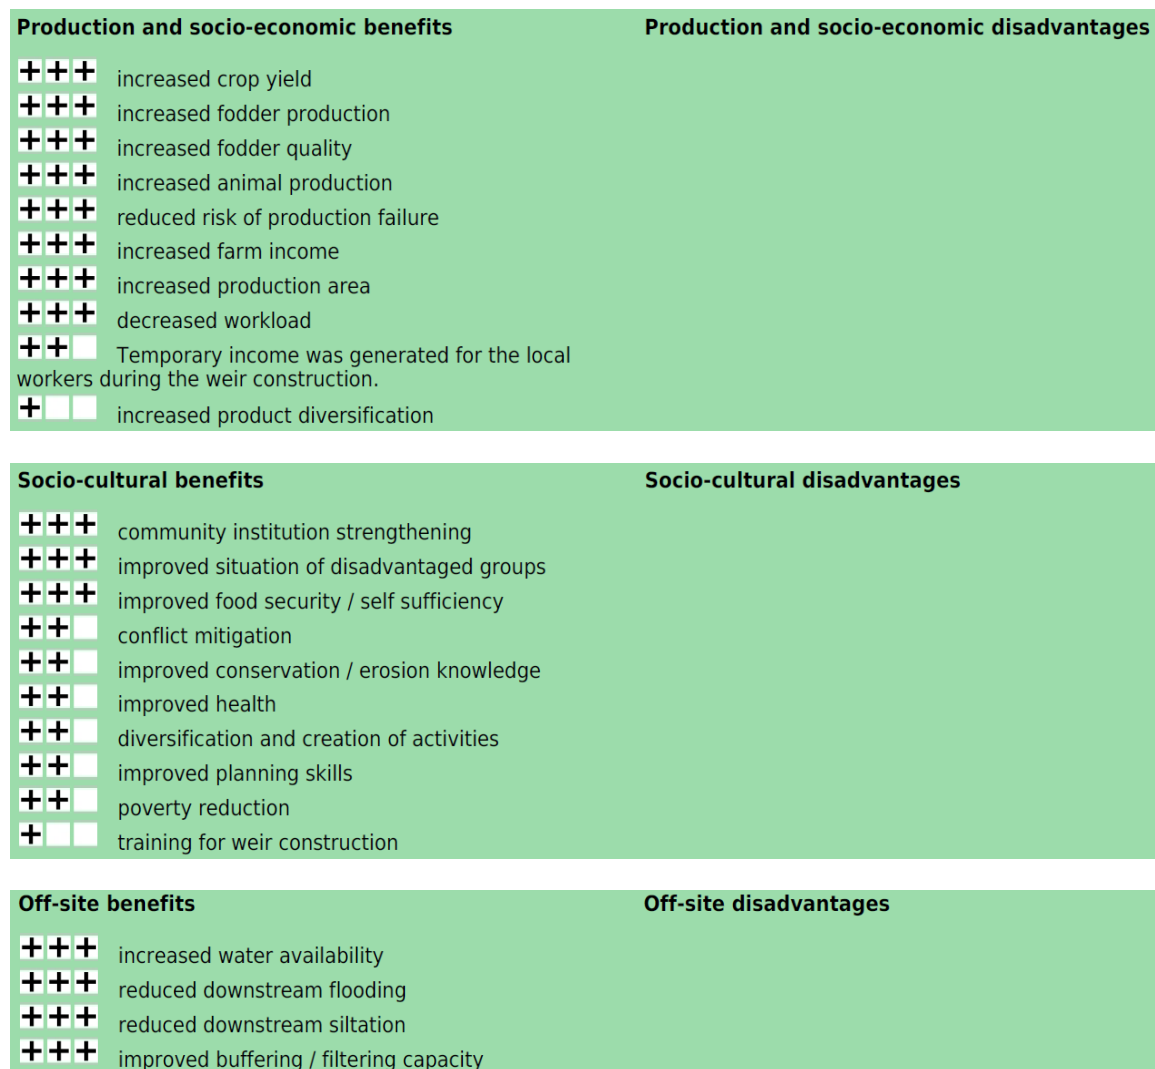 Production and socio-economic benefits Production and socio-economic disadvantages
+++ increased crop yield
+++ increased fodder production
+++ increased fodder quality
+++ increased animal production
+++ reduced risk of production failure
+++ increased farm income
+++ increased production area
+++ decreased workload
++ Temporary income was generated for the local
workers during the weir construction.
+ increased product diversification
Socio-cultural benefits Socio-cultural disadvantages
+++ community institution strengthening
+++ improved situation of disadvantaged groups
+++ improved food security / self sufficiency
++ conflict mitigation
++ improved conservation / erosion knowledge
++ improved health
++ diversification and creation of activities
++ improved planning skills
++ poverty reduction
+ training for weir construction
Off-site benefits Off-site disadvantages
+++ increased water availability
+++ reduced downstream flooding
+++ reduced downstream siltation
+++ improved buffering / filtering capacity